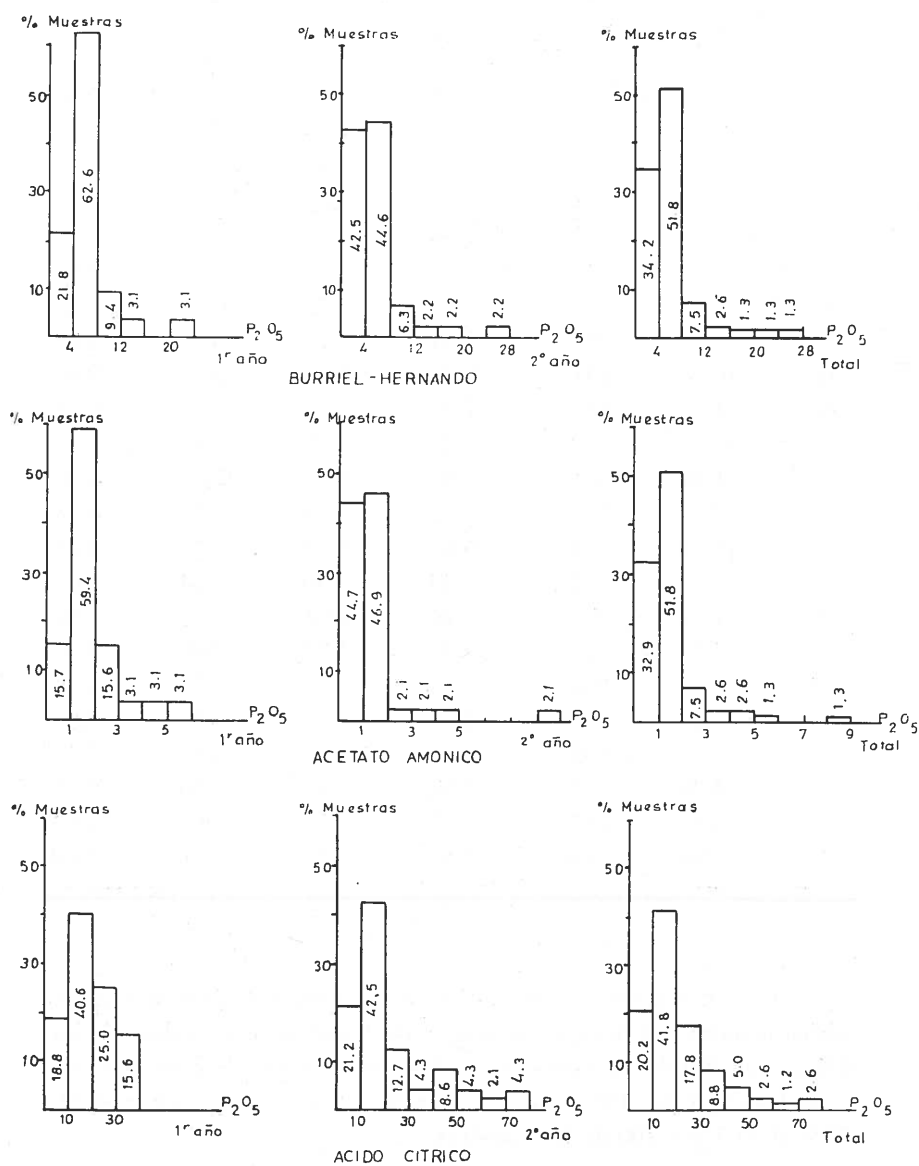 % Muestras % Muestras % Muestras
50 50 50
30 30 30
10 10 10
21.8 62.6 9.4 3.1 3.1
42.5 44.6 6.3 2.2 2.2 2.2
34.2 51.8 7.5 2.6 1.3 1.3 1.3
P2O5 P2O5 P2O5
4 12 20 4 12 20 28 4 12 20 28
1r año 2º año Total
BURRIEL-HERNANDO
% Muestras % Muestras % Muestras
50 50 50
30 30 30
10 10 10
15.7 59.4 15.6 3.1 3.1 3.1
44.7 46.9 2.1 2.1 2.1 2.1
32.9 51.8 7.5 2.6 2.6 1.3 1.3
P2O5 P2O5 P2O5
1 3 5 1 3 5 1 3 5 7 9
1r año 2º año Total
ACETATO AMONICO
% Muestras % Muestras % Muestras
50 50 50
30 30 30
10 10 10
18.8 40.6 25.0 15.6
21.2 42.5 12.7 4.3 8.6 4.3 2.1 4.3
20.2 41.8 17.8 8.8 5.0 2.6 1.2 2.6
P2O5 P2O5 P2O5
10 30 10 30 50 70 10 30 50 70
1r año 2º año Total
ACIDO CITRICO